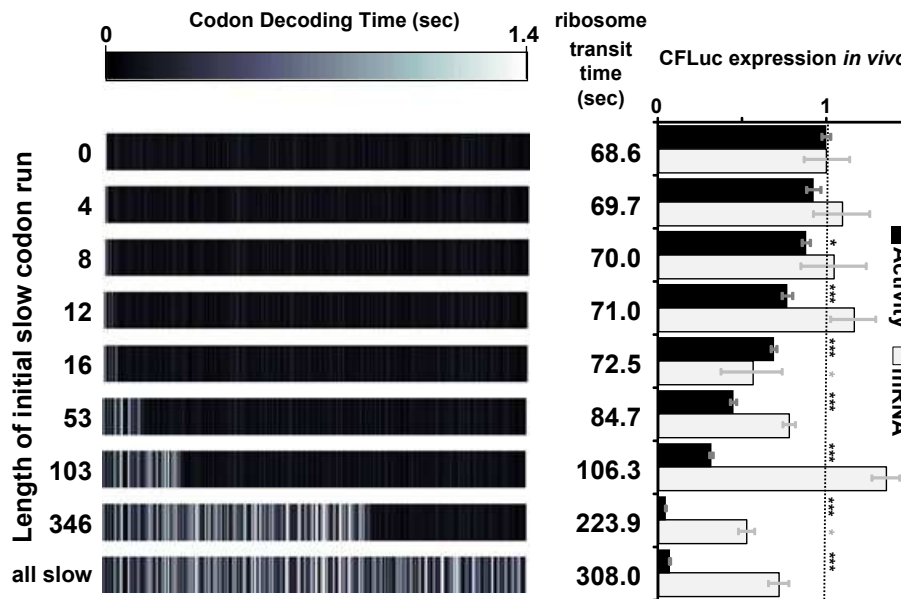 Codon Decoding Time (sec)
0 1.4
ribosome
transit
time
(sec)
CFLuc expression in vivo
0 1
Length of initial slow codon run
0 68.6
4 69.7
8 70.0 *
12 71.0 ***
16 72.5 *** *
53 84.7 ***
103 106.3 ***
346 223.9 *** *
all slow 308.0 ***
Activity
mRNA